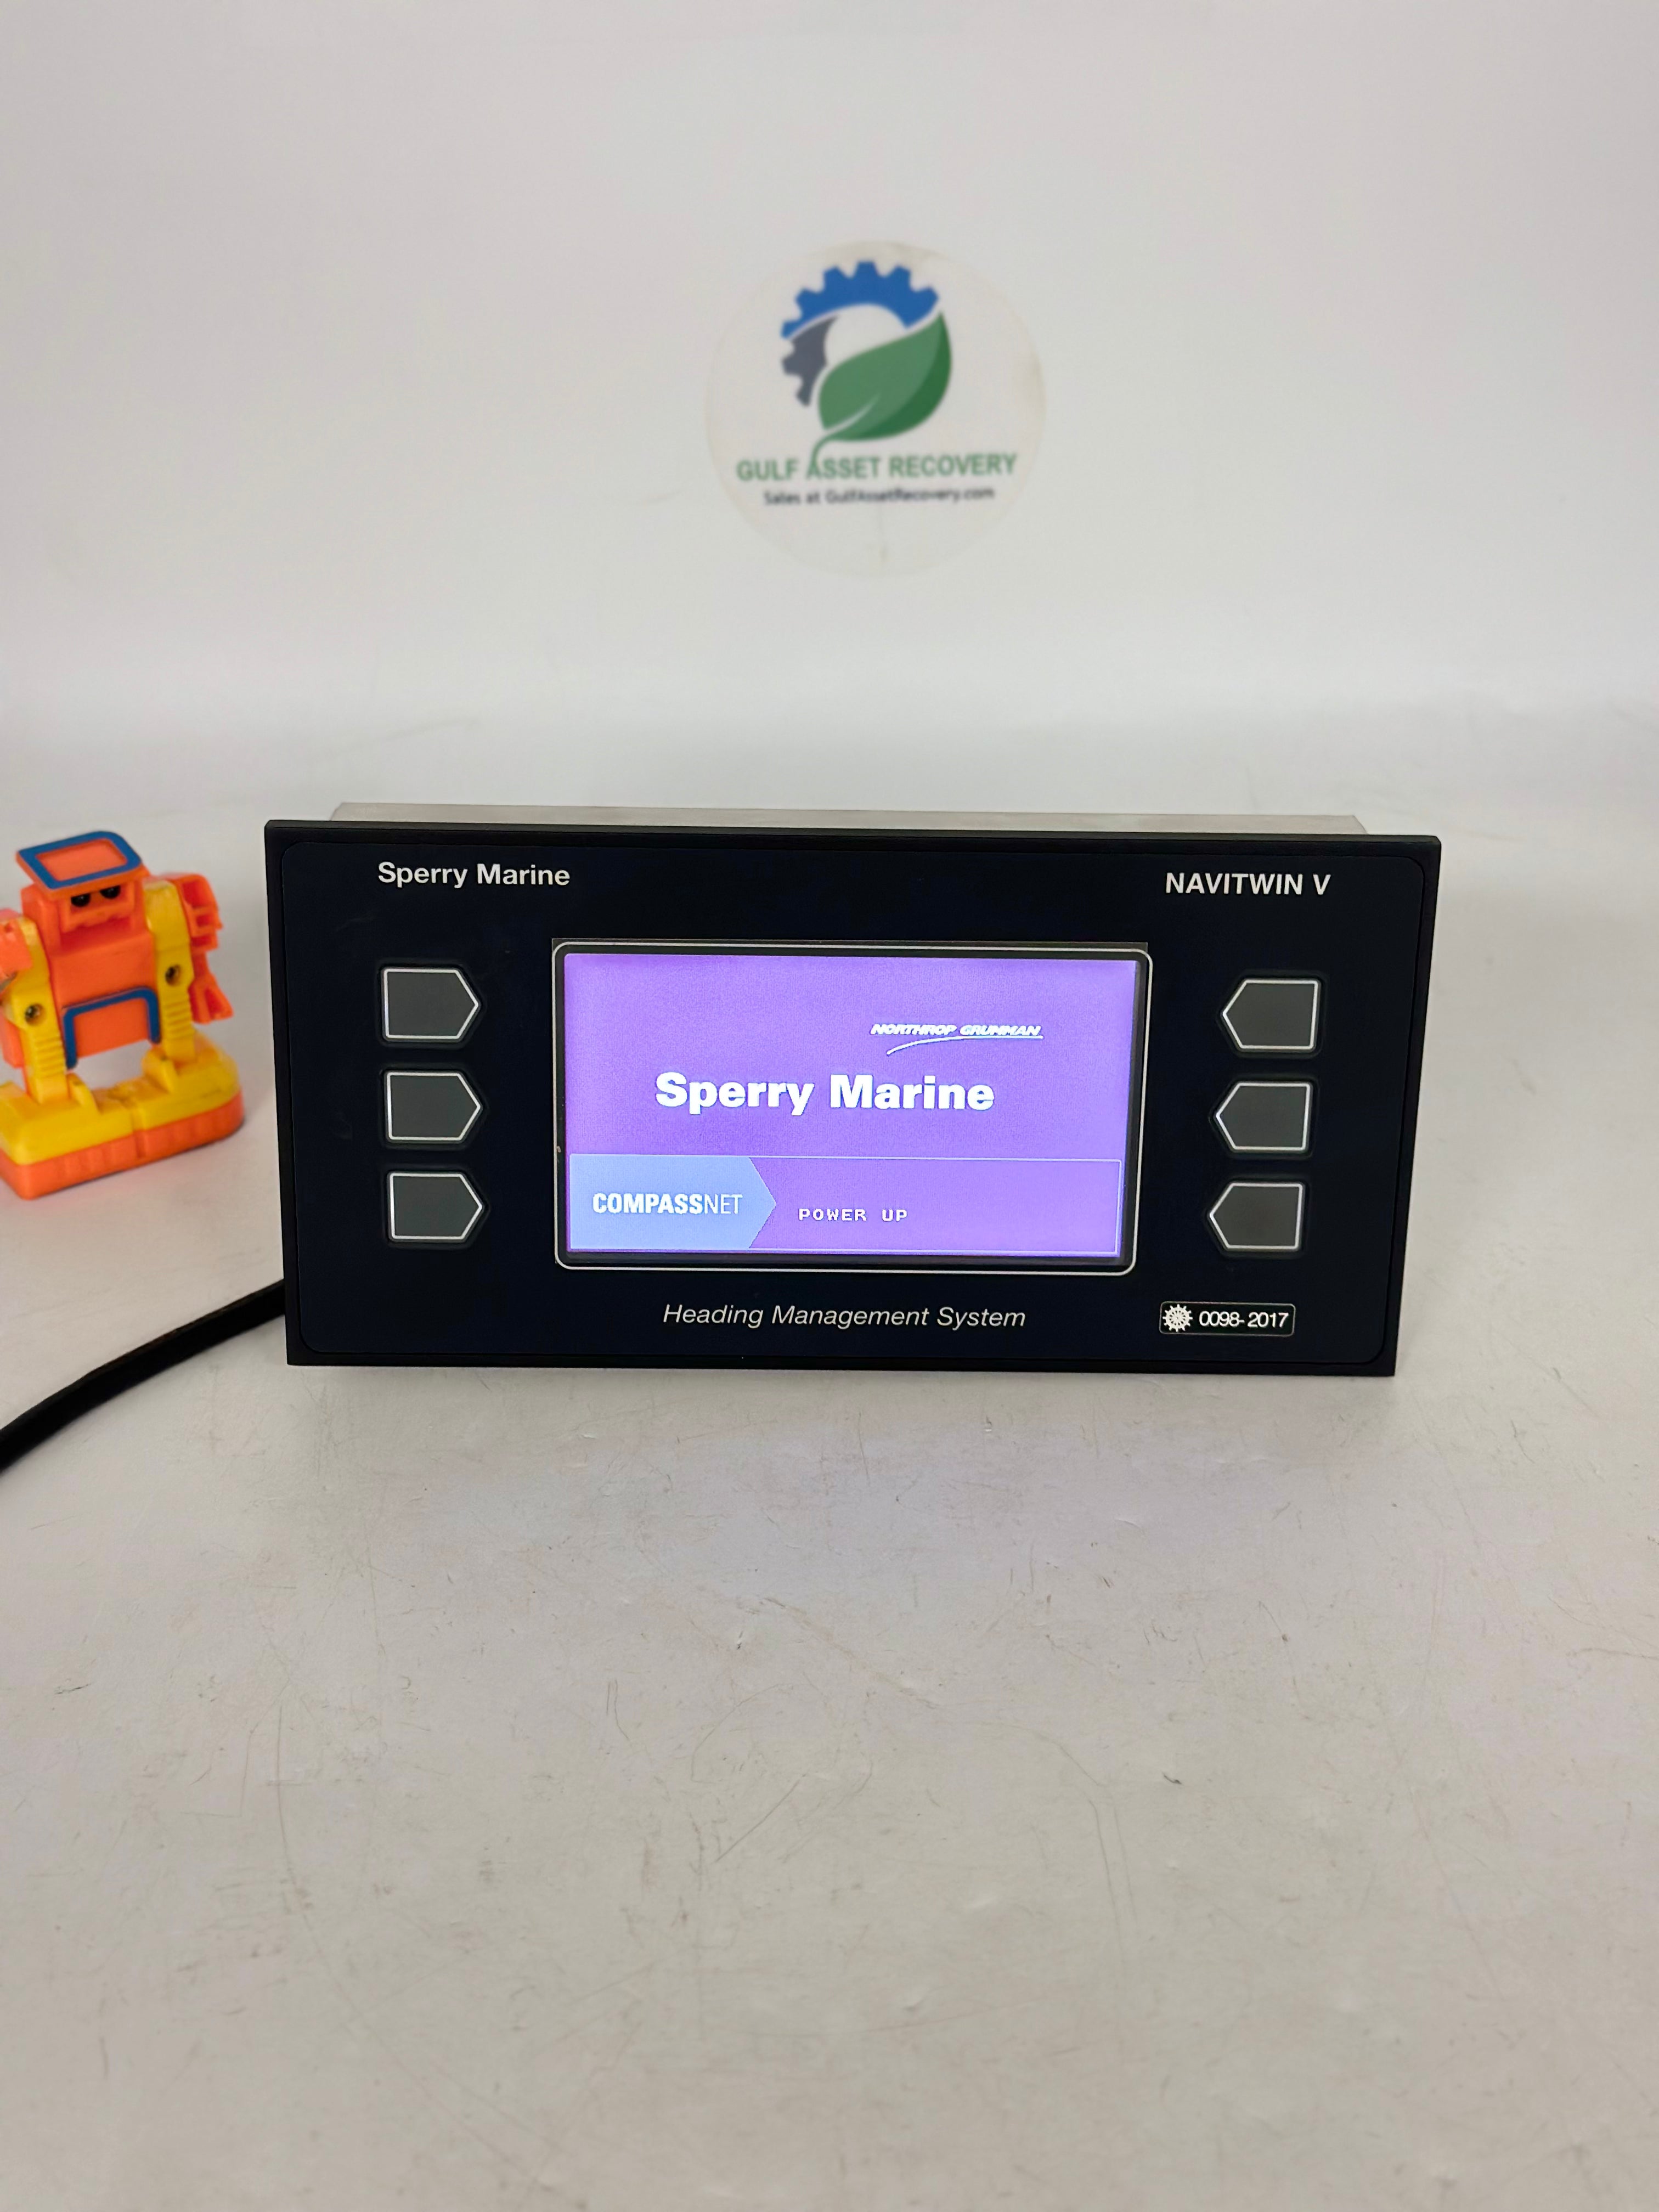 GULF ASSET RECOVERY
Sales at GulfAssetRecovery.com
Sperry Marine
NAVITWIN V
NORTHROP GRUMMAN
Sperry Marine
COMPASSNET
POWER UP
Heading Management System
0098-2017